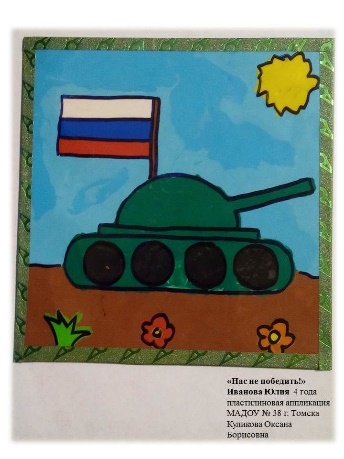 «Нас не победить!»
Иванова Юлия 4 года
пластилиновая аппликация
МАДОУ № 38 г. Томска
Куликова Оксана
Борисовна